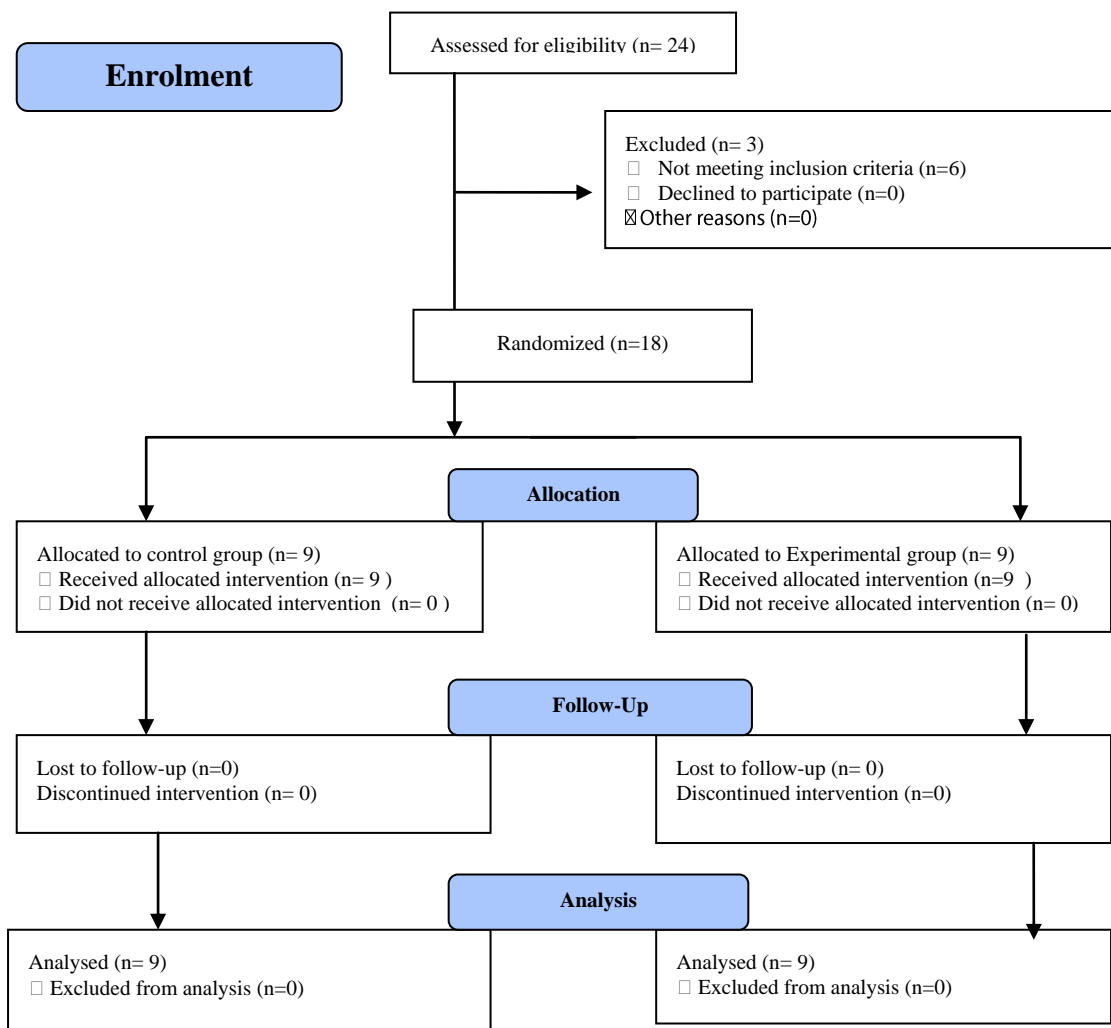 Assessed for eligibility (n= 24)
Enrolment
Excluded (n= 3)
□ Not meeting inclusion criteria (n=6)
□ Declined to participate (n=0)
Other reasons (n=0)
Randomized (n=18)
Allocation
Allocated to control group (n= 9)
□ Received allocated intervention (n= 9 )
□ Did not receive allocated intervention (n= 0 )
Allocated to Experimental group (n= 9)
□ Received allocated intervention (n=9 )
□ Did not receive allocated intervention (n= 0)
Follow-Up
Lost to follow-up (n=0)
Discontinued intervention (n= 0)
Lost to follow-up (n= 0)
Discontinued intervention (n=0)
Analysis
Analysed (n= 9)
□ Excluded from analysis (n=0)
Analysed (n= 9)
□ Excluded from analysis (n=0)